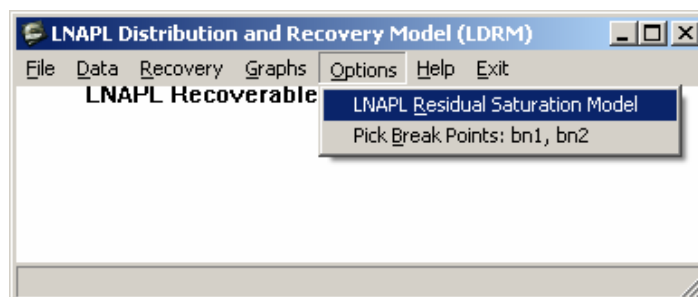 LNAPL Distribution and Recovery Model (LDRM)
File Data Recovery Graphs Options Help Exit
LNAPL Recoverable
LNAPL Residual Saturation Model
Pick Break Points: bn1, bn2